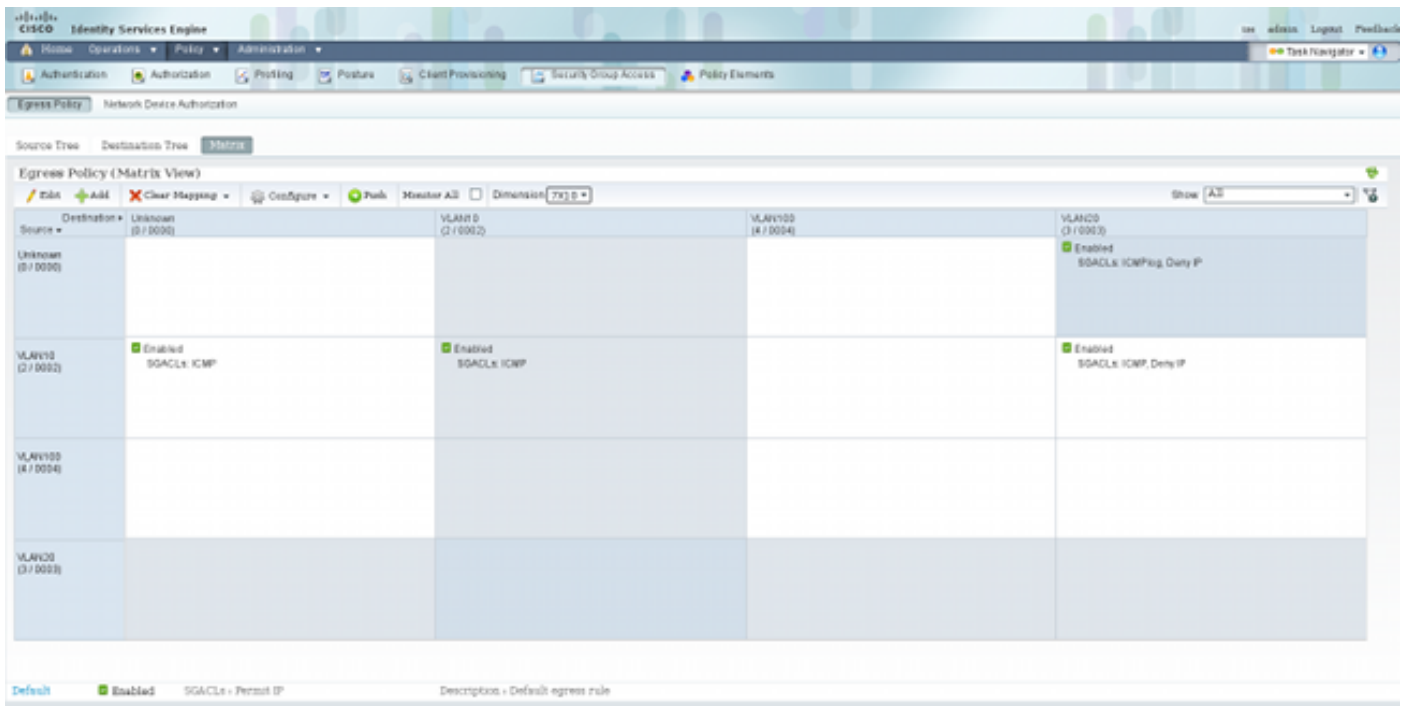 CISCO Identity Services Engine
ise admin Logout Feedback
Home Operations Policy Administration
Task Navigator
Authentication Authorization Profiling Posture Client Provisioning Security Group Access Policy Elements
Egress Policy Network Device Authorization
Source Tree Destination Tree Matrix
Egress Policy (Matrix View)
Edit Add Clear Mapping Configure Push Monitor All Dimension 7X10 Show All
Destination Unknown VLAN10 VLAN100 VLAN20
Source (0 / 0000) (2 / 0002) (4 / 0004) (3 / 0003)
Unknown
(0 / 0000)
Enabled
SGACLs: ICMPlog, Deny IP
VLAN10
(2 / 0002)
Enabled
SGACLs: ICMP
Enabled
SGACLs: ICMP
Enabled
SGACLs: ICMP, Deny IP
VLAN100
(4 / 0004)
VLAN20
(3 / 0003)
Default Enabled SGACLs : Permit IP Description : Default egress rule